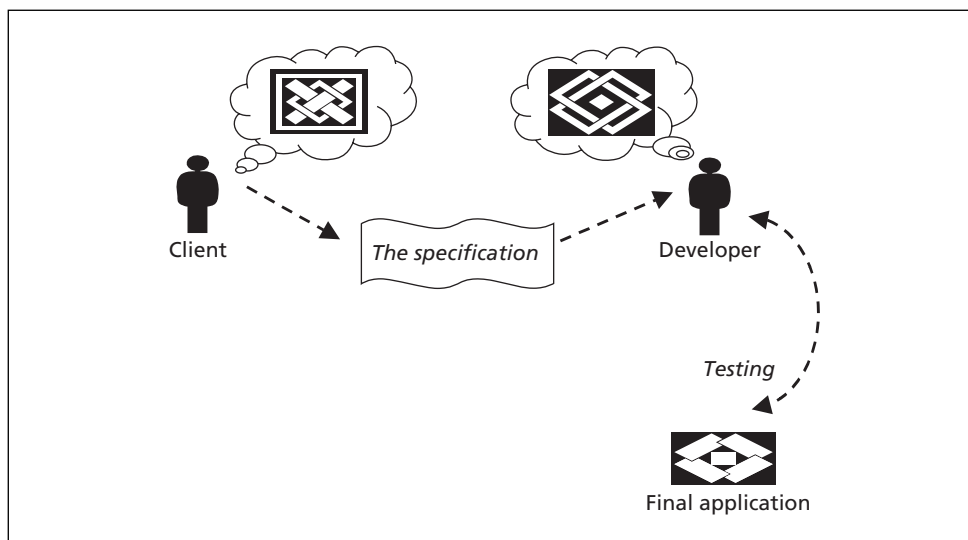 Client
The specification
Developer
Testing
Final application